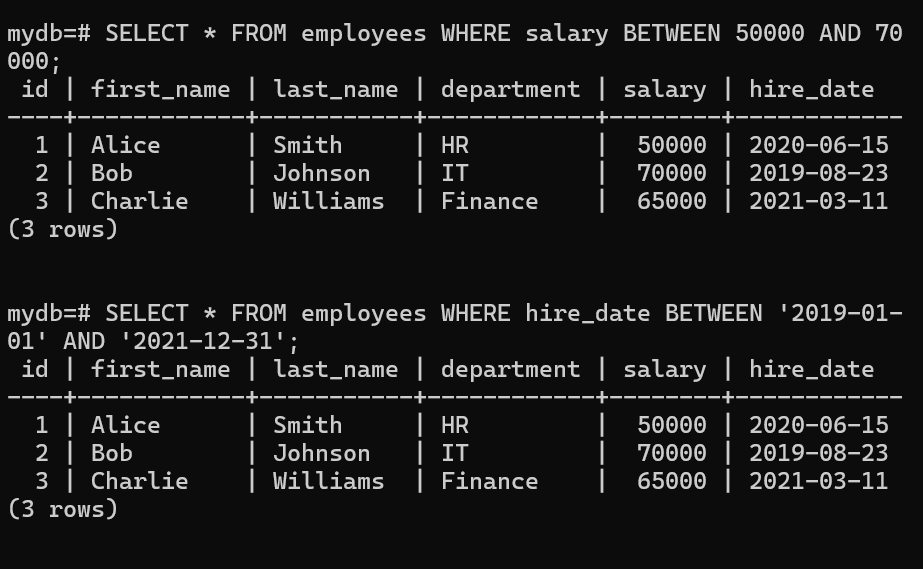 mydb=# SELECT * FROM employees WHERE salary BETWEEN 50000 AND 70
000;
 id | first_name | last_name | department | salary | hire_date
----+------------+-----------+------------+--------+------------
  1 | Alice      | Smith     | HR         |  50000 | 2020-06-15
  2 | Bob        | Johnson   | IT         |  70000 | 2019-08-23
  3 | Charlie    | Williams  | Finance    |  65000 | 2021-03-11
(3 rows)

mydb=# SELECT * FROM employees WHERE hire_date BETWEEN '2019-01-
01' AND '2021-12-31';
 id | first_name | last_name | department | salary | hire_date
----+------------+-----------+------------+--------+------------
  1 | Alice      | Smith     | HR         |  50000 | 2020-06-15
  2 | Bob        | Johnson   | IT         |  70000 | 2019-08-23
  3 | Charlie    | Williams  | Finance    |  65000 | 2021-03-11
(3 rows)